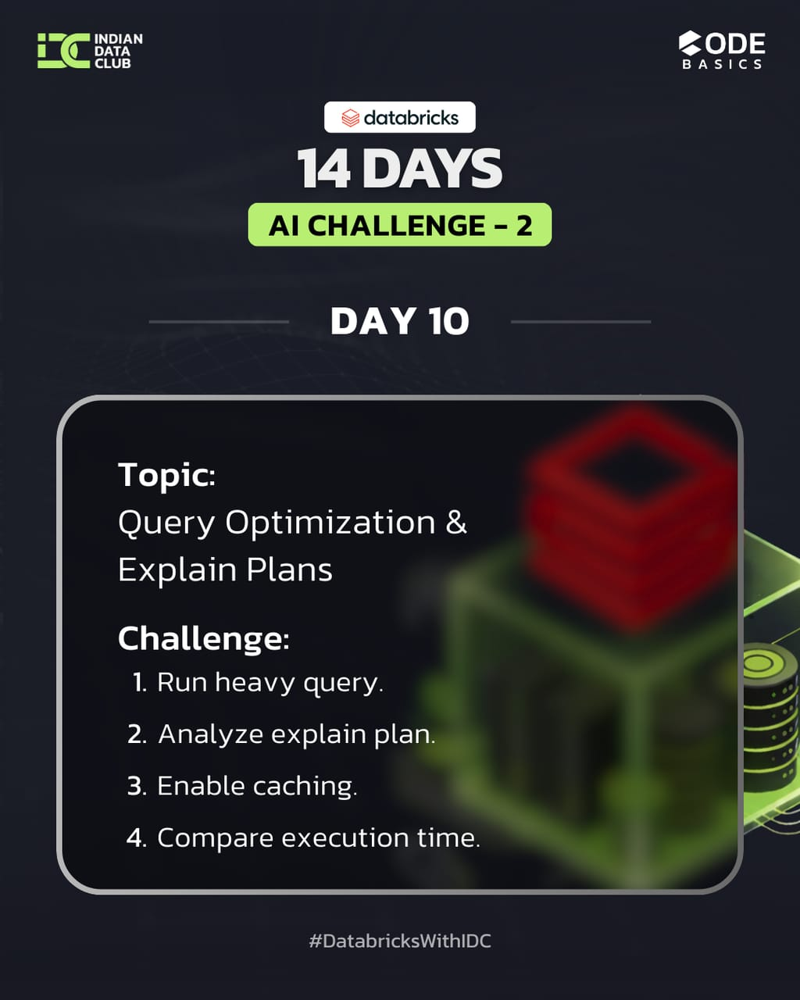 INDIAN
DATA
CLUB
CODE
BASICS
databricks
14 DAYS
AI CHALLENGE - 2
DAY 10
Topic:
Query Optimization &
Explain Plans
Challenge:
1. Run heavy query.
2. Analyze explain plan.
3. Enable caching.
4. Compare execution time.
#DatabricksWithIDC